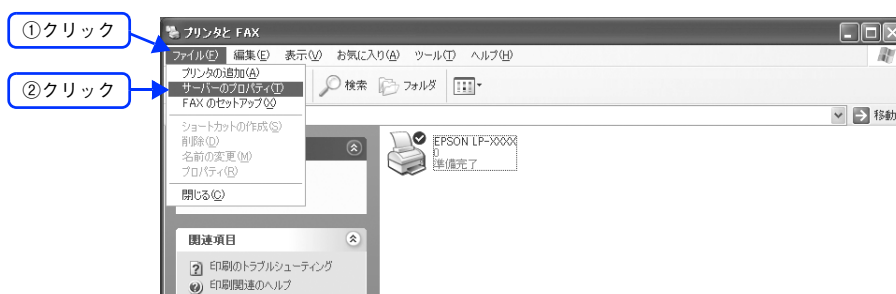 ①クリック
②クリック
プリンタと FAX
ファイル(F) 編集(E) 表示(V) お気に入り(A) ツール(T) ヘルプ(H)
プリンタの追加(A)
サーバーのプロパティ(T)
FAX のセットアップ(X)
ショートカットの作成(S)
削除(D)
名前の変更(M)
プロパティ(R)
閉じる(C)
検索 フォルダ
移動
EPSON LP-XXXX
0
準備完了
関連項目
印刷のトラブルシューティング
印刷関連のヘルプ